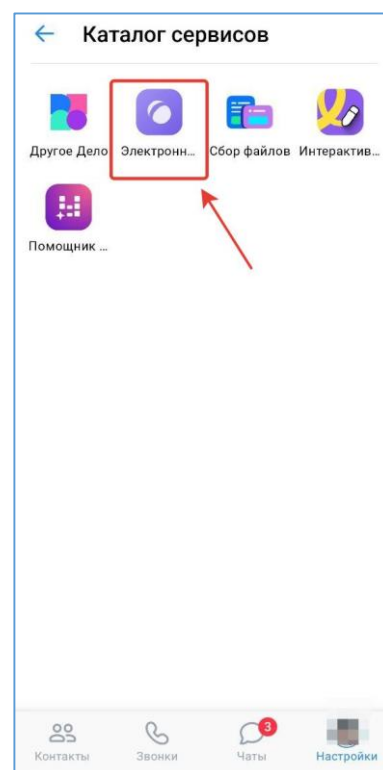 Каталог сервисов
Другое Дело Электронн... Сбор файлов Интерактив...
Помощник ...
3
Контакты Звонки Чаты Настройки